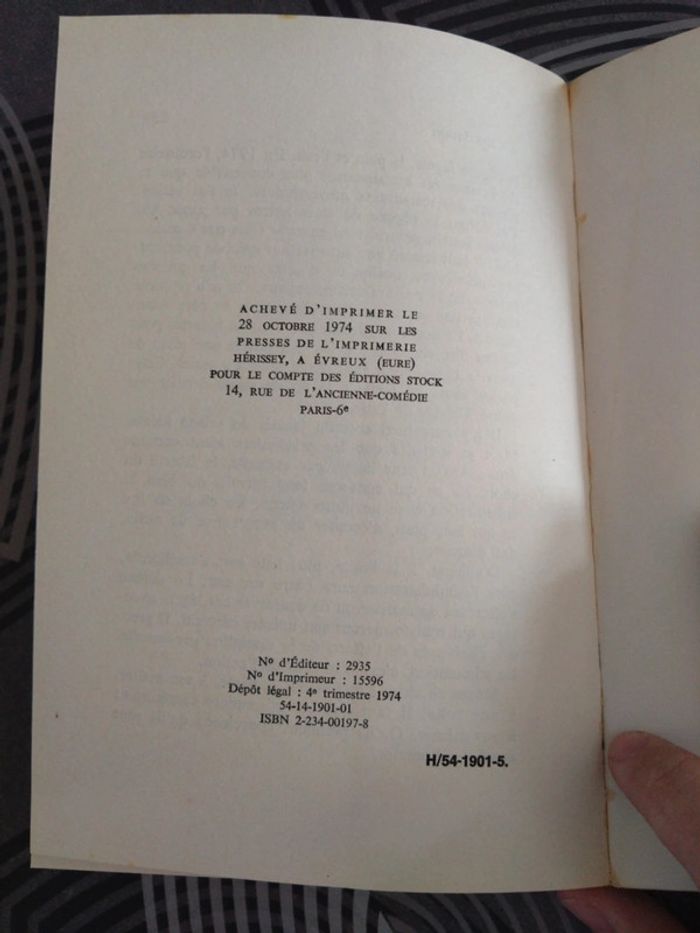 ACHEVÉ D'IMPRIMER LE
28 OCTOBRE 1974 SUR LES
PRESSES DE L'IMPRIMERIE
HÉRISSEY, A ÉVREUX (EURE)
POUR LE COMPTE DES ÉDITIONS STOCK
14, RUE DE L'ANCIENNE-COMÉDIE
PARIS-6e
No d'Éditeur : 2935
No d'Imprimeur : 15596
Dépôt légal : 4e trimestre 1974
54-14-1901-01
ISBN 2-234-00197-8
H/54-1901-5.